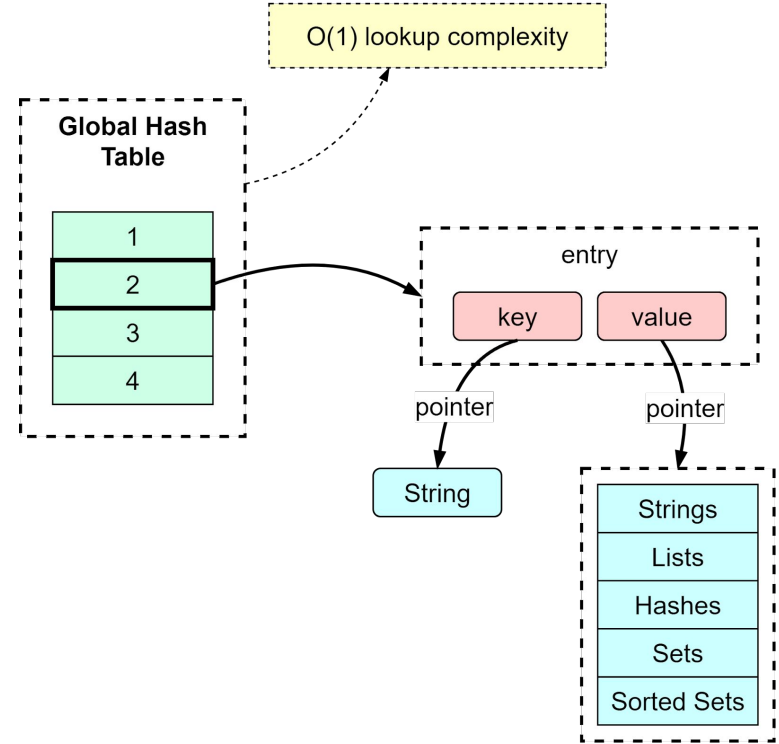 O(1) lookup complexity
Global Hash
Table
1
2
3
4
entry
key
value
pointer
pointer
String
Strings
Lists
Hashes
Sets
Sorted Sets